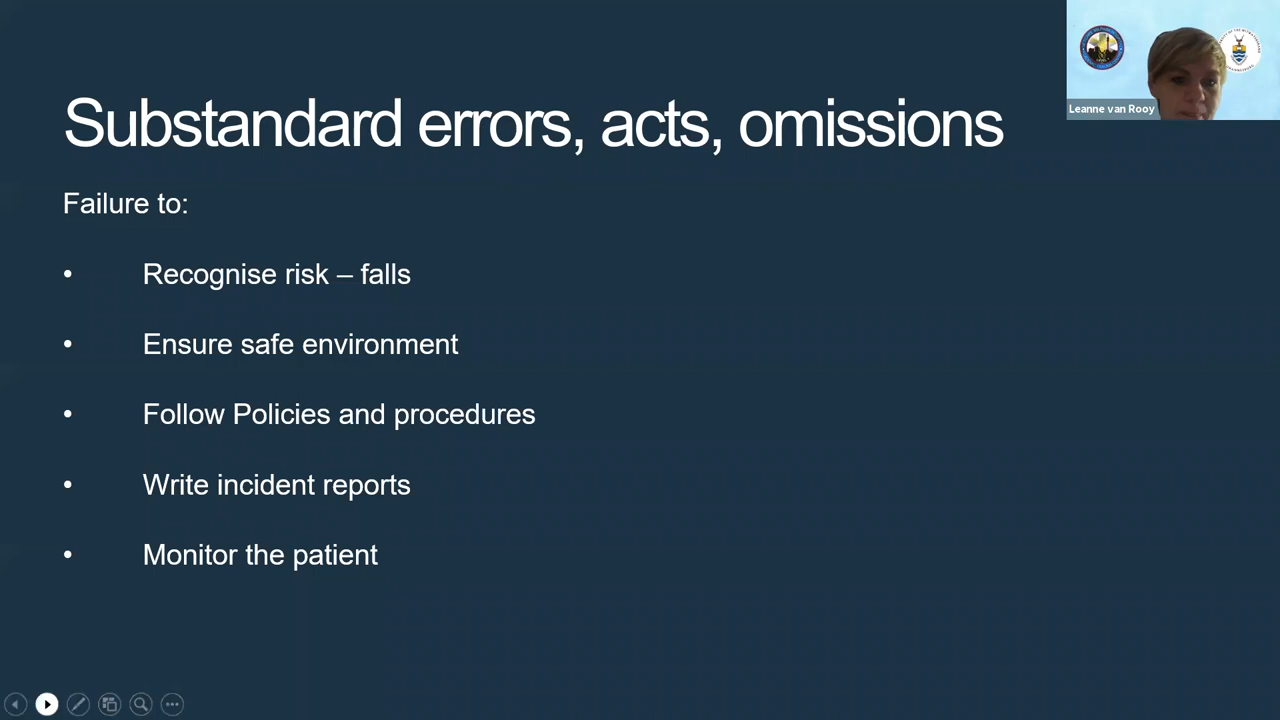 Substandard errors, acts, omissions
Leanne van Rooy
Failure to:
• Recognise risk – falls
• Ensure safe environment
• Follow Policies and procedures
• Write incident reports
• Monitor the patient